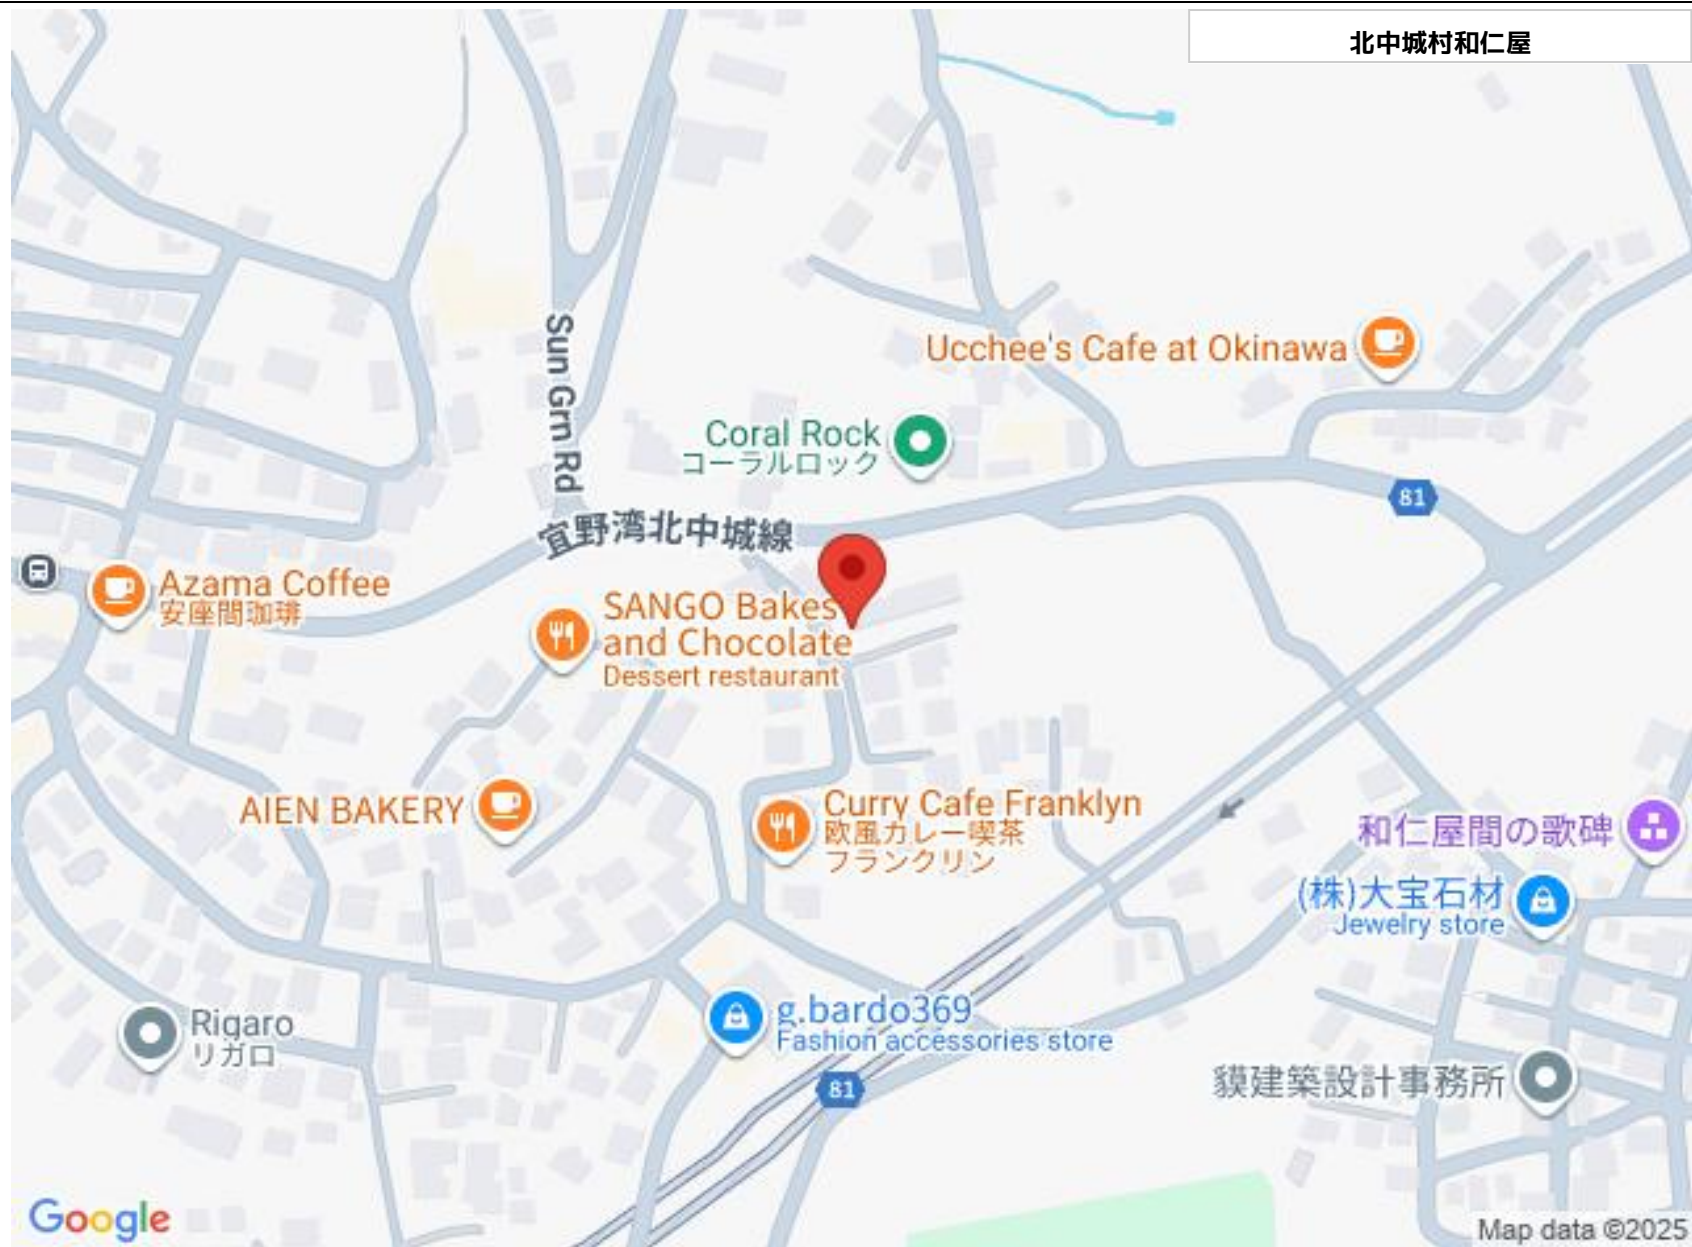 北中城村和仁屋
Sun Grn Rd
Ucchee's Cafe at Okinawa
Coral Rock
コーラルロック
81
宜野湾北中城線
Azama Coffee
安座間珈琲
SANGO Bakes
and Chocolate
Dessert restaurant
AIEN BAKERY
Curry Cafe Franklyn
欧風カレー喫茶
フランクリン
和仁屋間の歌碑
(株)大宝石材
Jewelry store
Rigaro
リガロ
g.bardo369
Fashion accessories store
81
貘建築設計事務所
Google
Map data ©2025